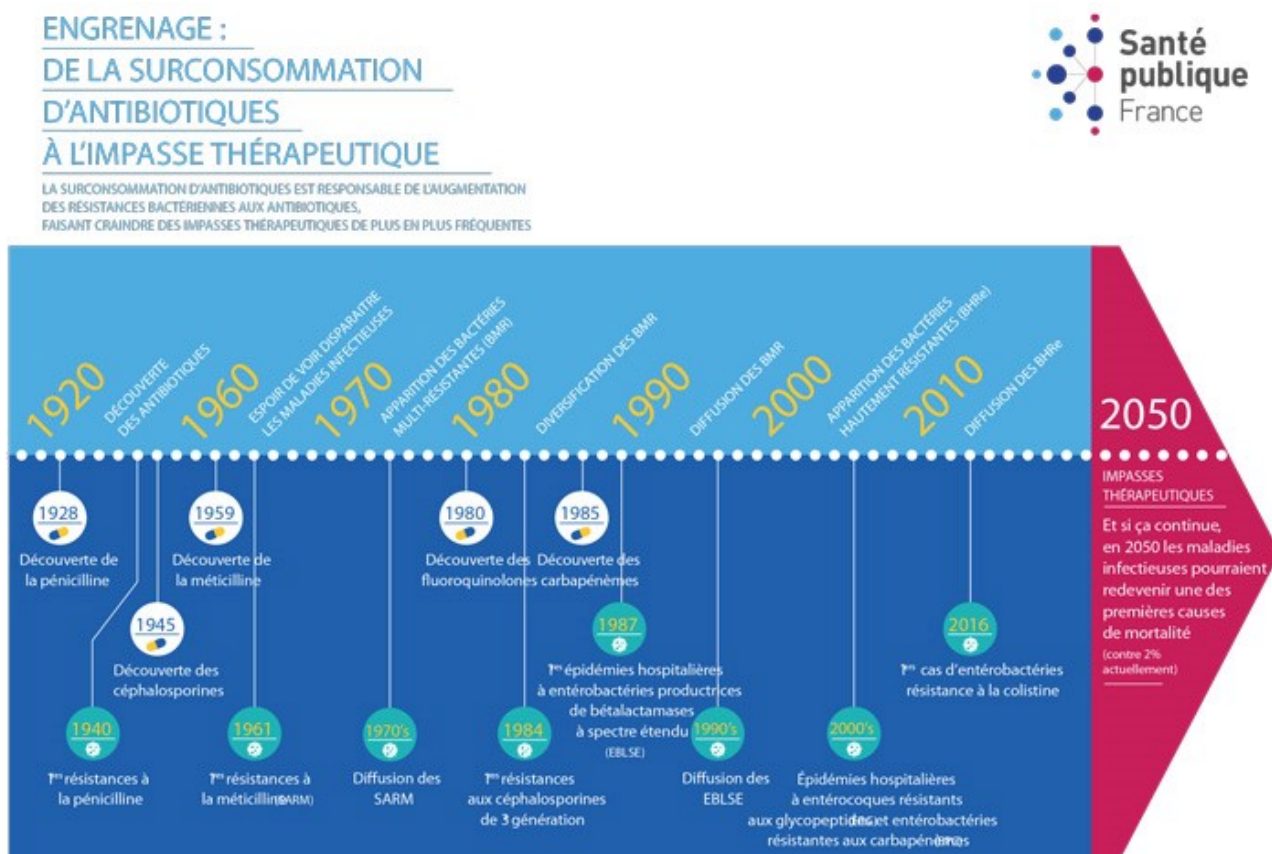 ENGRENAGE :
DE LA SURCONSOMMATION
D'ANTIBIOTIQUES
À L'IMPASSE THÉRAPEUTIQUE
LA SURCONSOMMATION D'ANTIBIOTIQUES EST RESPONSABLE DE L'AUGMENTATION
DES RÉSISTANCES BACTÉRIENNES AUX ANTIBIOTIQUES,
FAISANT CRAINDRE DES IMPASSES THÉRAPEUTIQUES DE PLUS EN PLUS FRÉQUENTES
Santé
publique
France
1920
DÉCOUVERTE
DES ANTIBIOTIQUES
1960
ESPOIR DE VOIR DISPARAITRE
LES MALADIES INFECTIEUSES
1970
APPARITION DES BACTÉRIES
MULTI-RÉSISTANTES (BMR)
1980
DIVERSIFICATION DES BMR
1990
DIFFUSION DES BMR
2000
APPARITION DES BACTÉRIES
HAUTEMENT RÉSISTANTES (BHRe)
2010
DIFFUSION DES BHRe
2050
IMPASSES
THÉRAPEUTIQUES
Et si ça continue,
en 2050 les maladies
infectieuses pourraient
redevenir une des
premières causes
de mortalité
(contre 2%
actuellement)
1928
Découverte de
la pénicilline
1959
Découverte de
la méticilline
1980
Découverte des
fluoroquinolones
1985
Découverte des
carbapénèmes
1945
Découverte des
céphalosporines
1987
1res épidémies hospitalières
à entérobactéries productrices
de bétalactamases
à spectre étendu
(EBLSE)
2016
1ers cas d'entérobactéries
résistance à la colistine
1940
1res résistances à
la pénicilline
1961
1res résistances à
la méticilline (SARM)
1970's
Diffusion des
SARM
1984
1res résistances
aux céphalosporines
de 3 génération
1990's
Diffusion des
EBLSE
2000's
Épidémies hospitalières
à entérocoques résistants
aux glycopeptides et entérobactéries
résistantes aux carbapénèmes